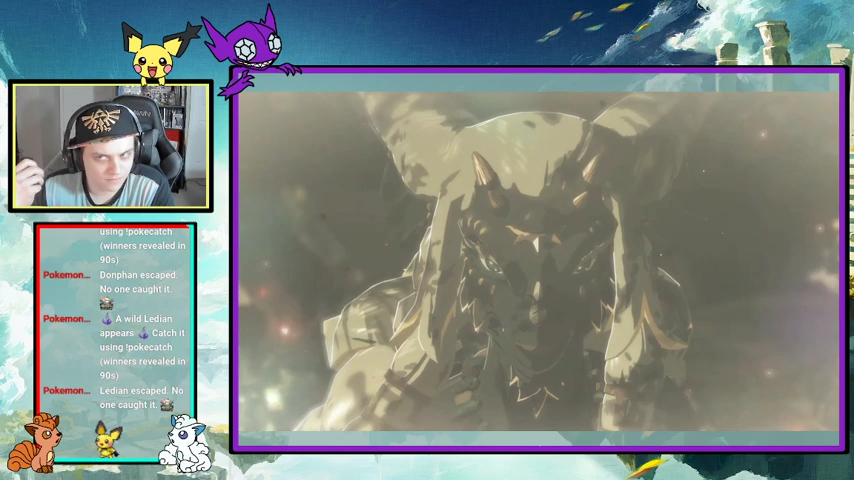 using !pokecatch
(winners revealed in
90s)
Pokemon... Donphan escaped.
No one caught it.
Pokemon... A wild Ledian
appears Catch it
using !pokecatch
(winners revealed in
90s)
Pokemon... Ledian escaped. No
one caught it.